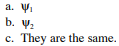 a. ψ₁
b. ψ₂
c. They are the same.